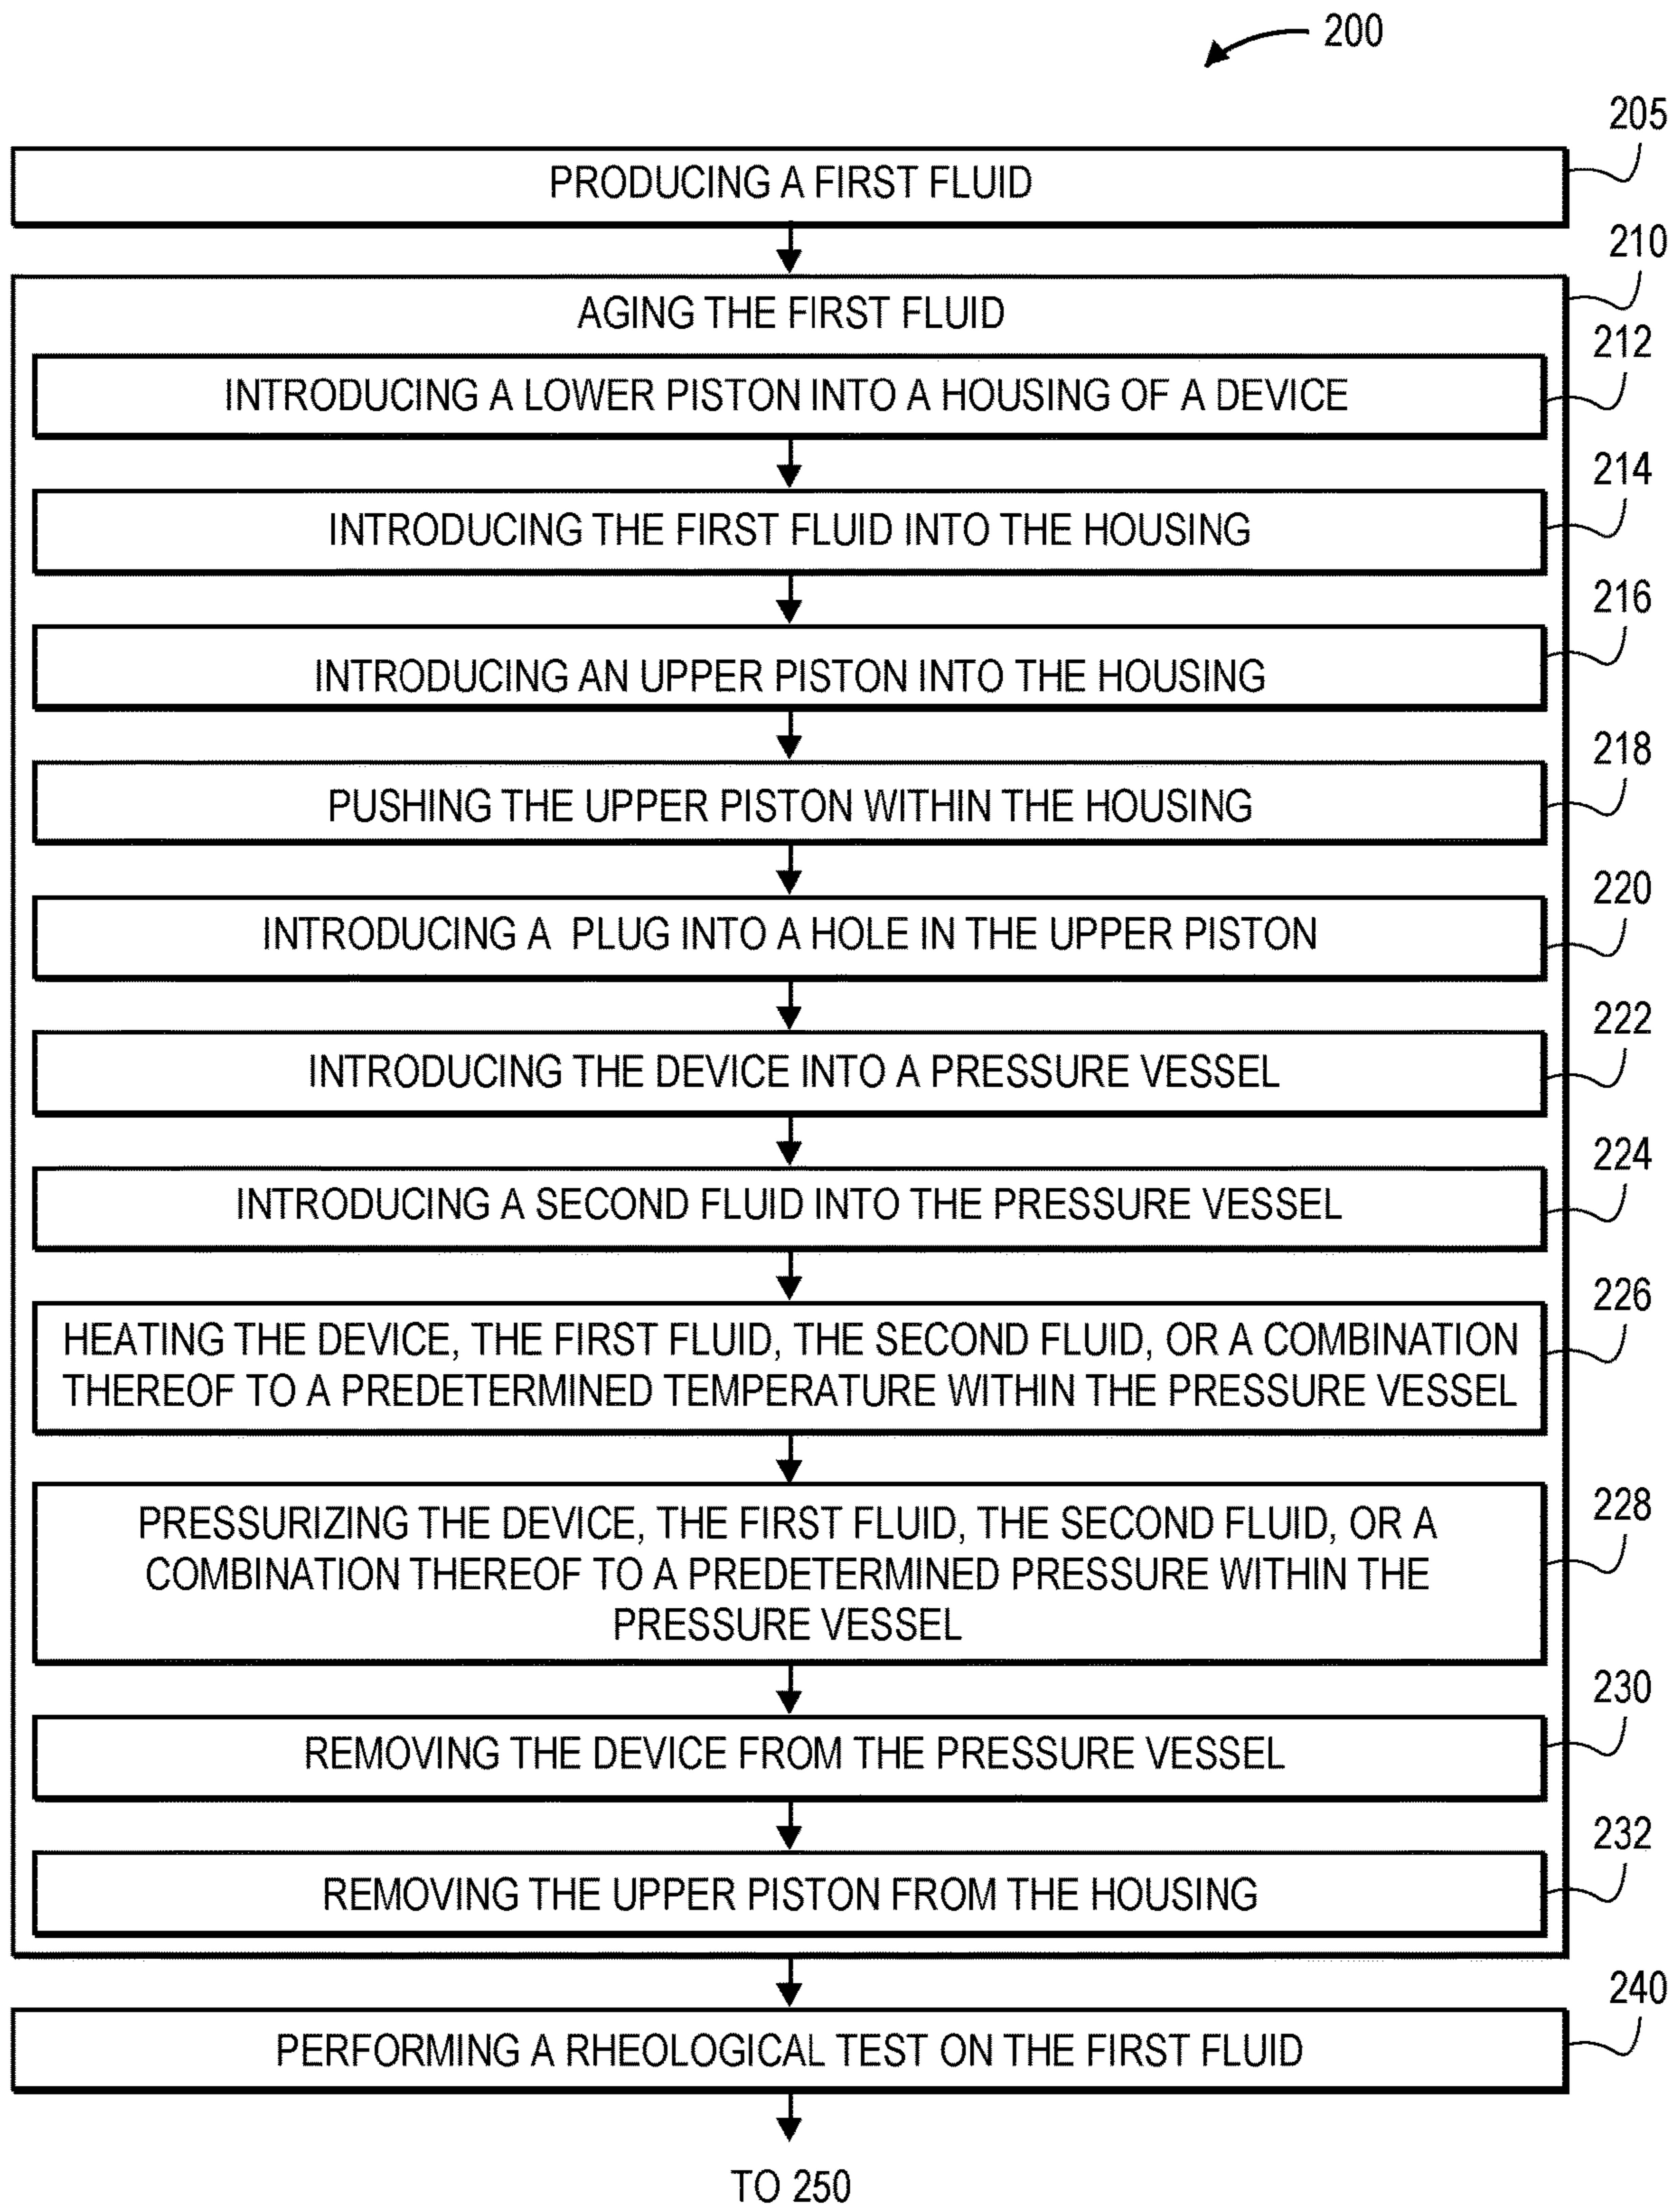 200
205
PRODUCING A FIRST FLUID
210
AGING THE FIRST FLUID
212
INTRODUCING A LOWER PISTON INTO A HOUSING OF A DEVICE
214
INTRODUCING THE FIRST FLUID INTO THE HOUSING
216
INTRODUCING AN UPPER PISTON INTO THE HOUSING
218
PUSHING THE UPPER PISTON WITHIN THE HOUSING
220
INTRODUCING A PLUG INTO A HOLE IN THE UPPER PISTON
222
INTRODUCING THE DEVICE INTO A PRESSURE VESSEL
224
INTRODUCING A SECOND FLUID INTO THE PRESSURE VESSEL
226
HEATING THE DEVICE, THE FIRST FLUID, THE SECOND FLUID, OR A COMBINATION
THEREOF TO A PREDETERMINED TEMPERATURE WITHIN THE PRESSURE VESSEL
228
PRESSURIZING THE DEVICE, THE FIRST FLUID, THE SECOND FLUID, OR A
COMBINATION THEREOF TO A PREDETERMINED PRESSURE WITHIN THE
PRESSURE VESSEL
230
REMOVING THE DEVICE FROM THE PRESSURE VESSEL
232
REMOVING THE UPPER PISTON FROM THE HOUSING
240
PERFORMING A RHEOLOGICAL TEST ON THE FIRST FLUID
TO 250